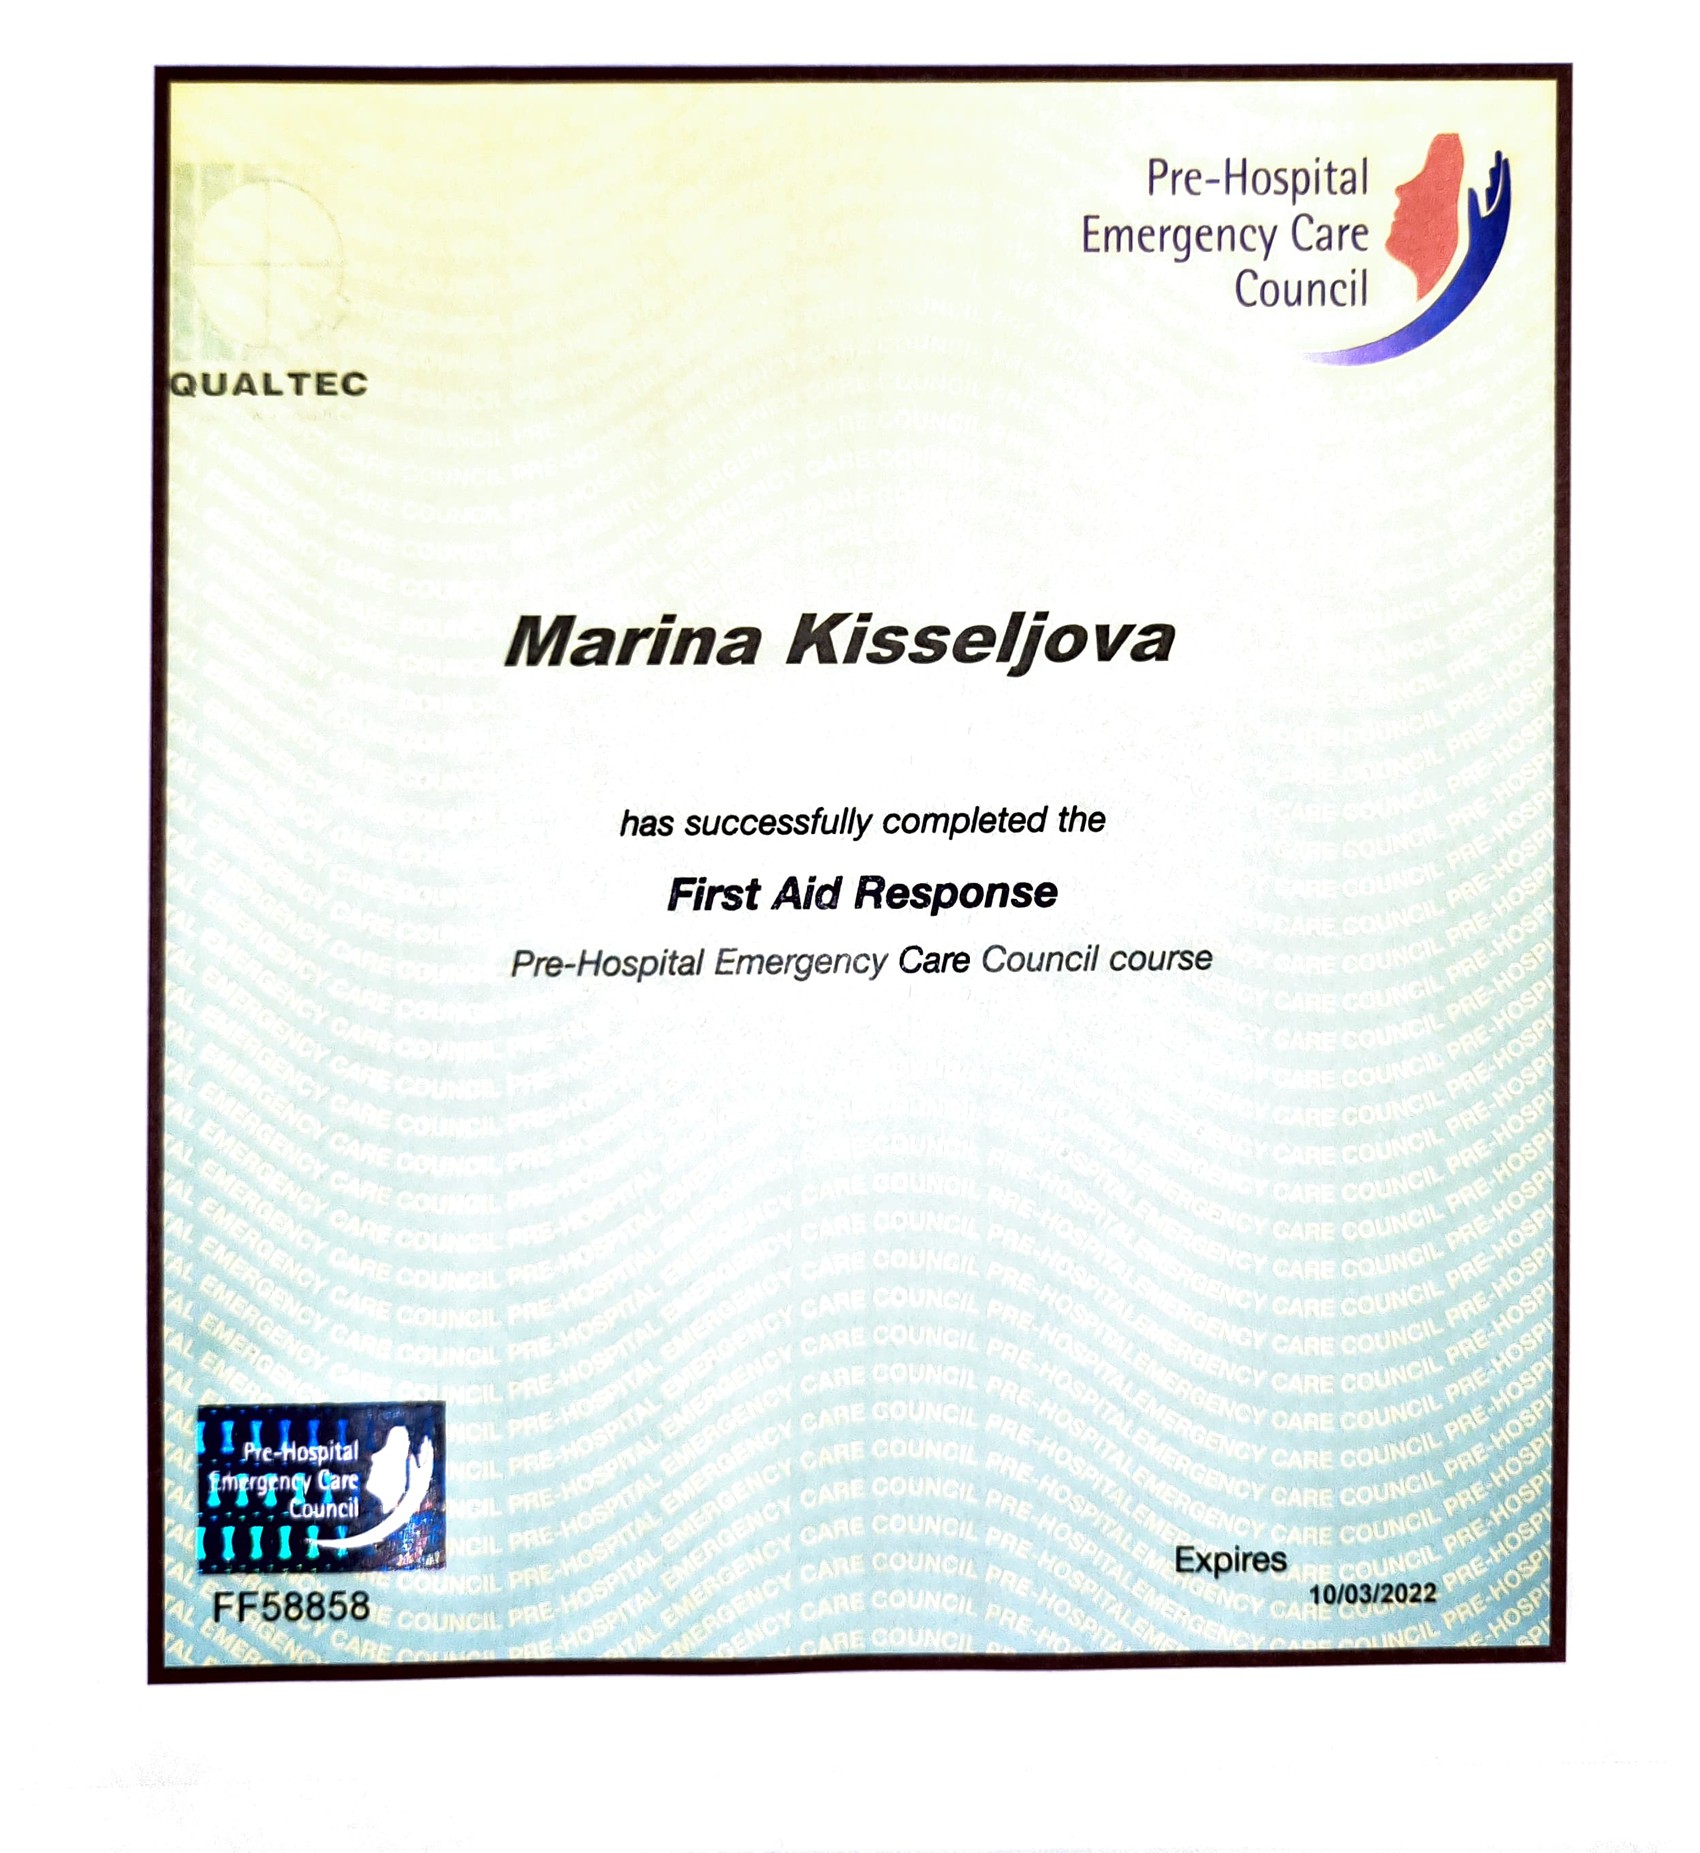 Pre-Hospital
Emergency Care
Council
QUALTEC
Marina Kisseljova
has successfully completed the
First Aid Response
Pre-Hospital Emergency Care Council course
Pre-Hospital
Emergency Care
Council
FF58858
Expires
10/03/2022